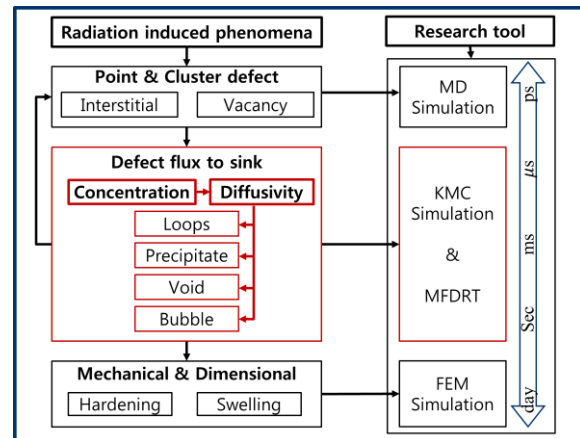 Radiation induced phenomena
Research tool
Point & Cluster defect
Interstitial
Vacancy
MD
Simulation
Defect flux to sink
Concentration
Diffusivity
Loops
Precipitate
Void
Bubble
KMC
Simulation
&
MFDRT
Mechanical & Dimensional
Hardening
Swelling
FEM
Simulation
ps
μs
ms
Sec
day